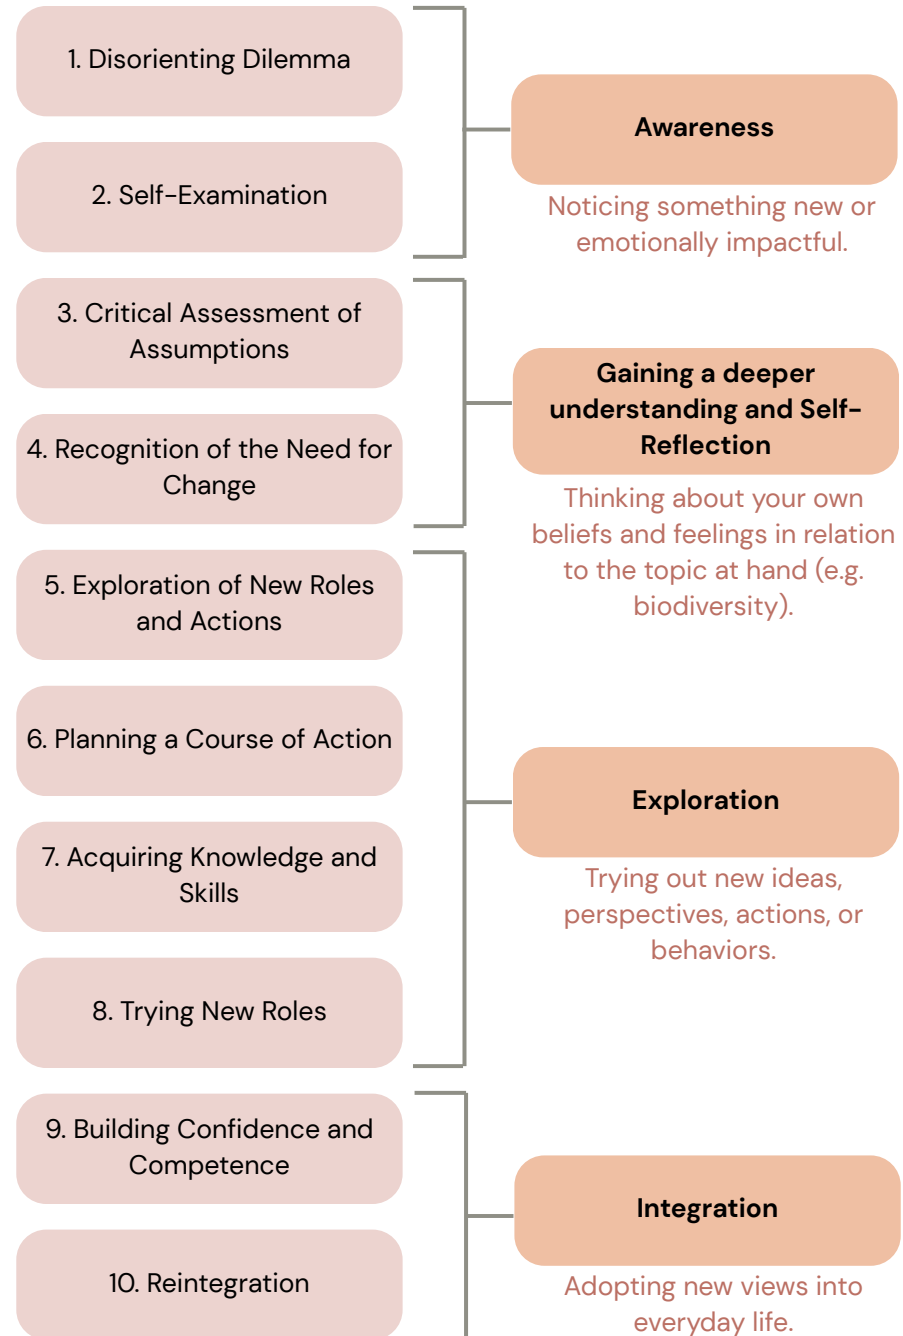 1. Disorienting Dilemma
2. Self-Examination
Awareness
Noticing something new or
emotionally impactful.
3. Critical Assessment of
Assumptions
4. Recognition of the Need for
Change
Gaining a deeper
understanding and Self-
Reflection
Thinking about your own
beliefs and feelings in relation
to the topic at hand (e.g.
biodiversity).
5. Exploration of New Roles
and Actions
6. Planning a Course of Action
7. Acquiring Knowledge and
Skills
8. Trying New Roles
Exploration
Trying out new ideas,
perspectives, actions, or
behaviors.
9. Building Confidence and
Competence
10. Reintegration
Integration
Adopting new views into
everyday life.